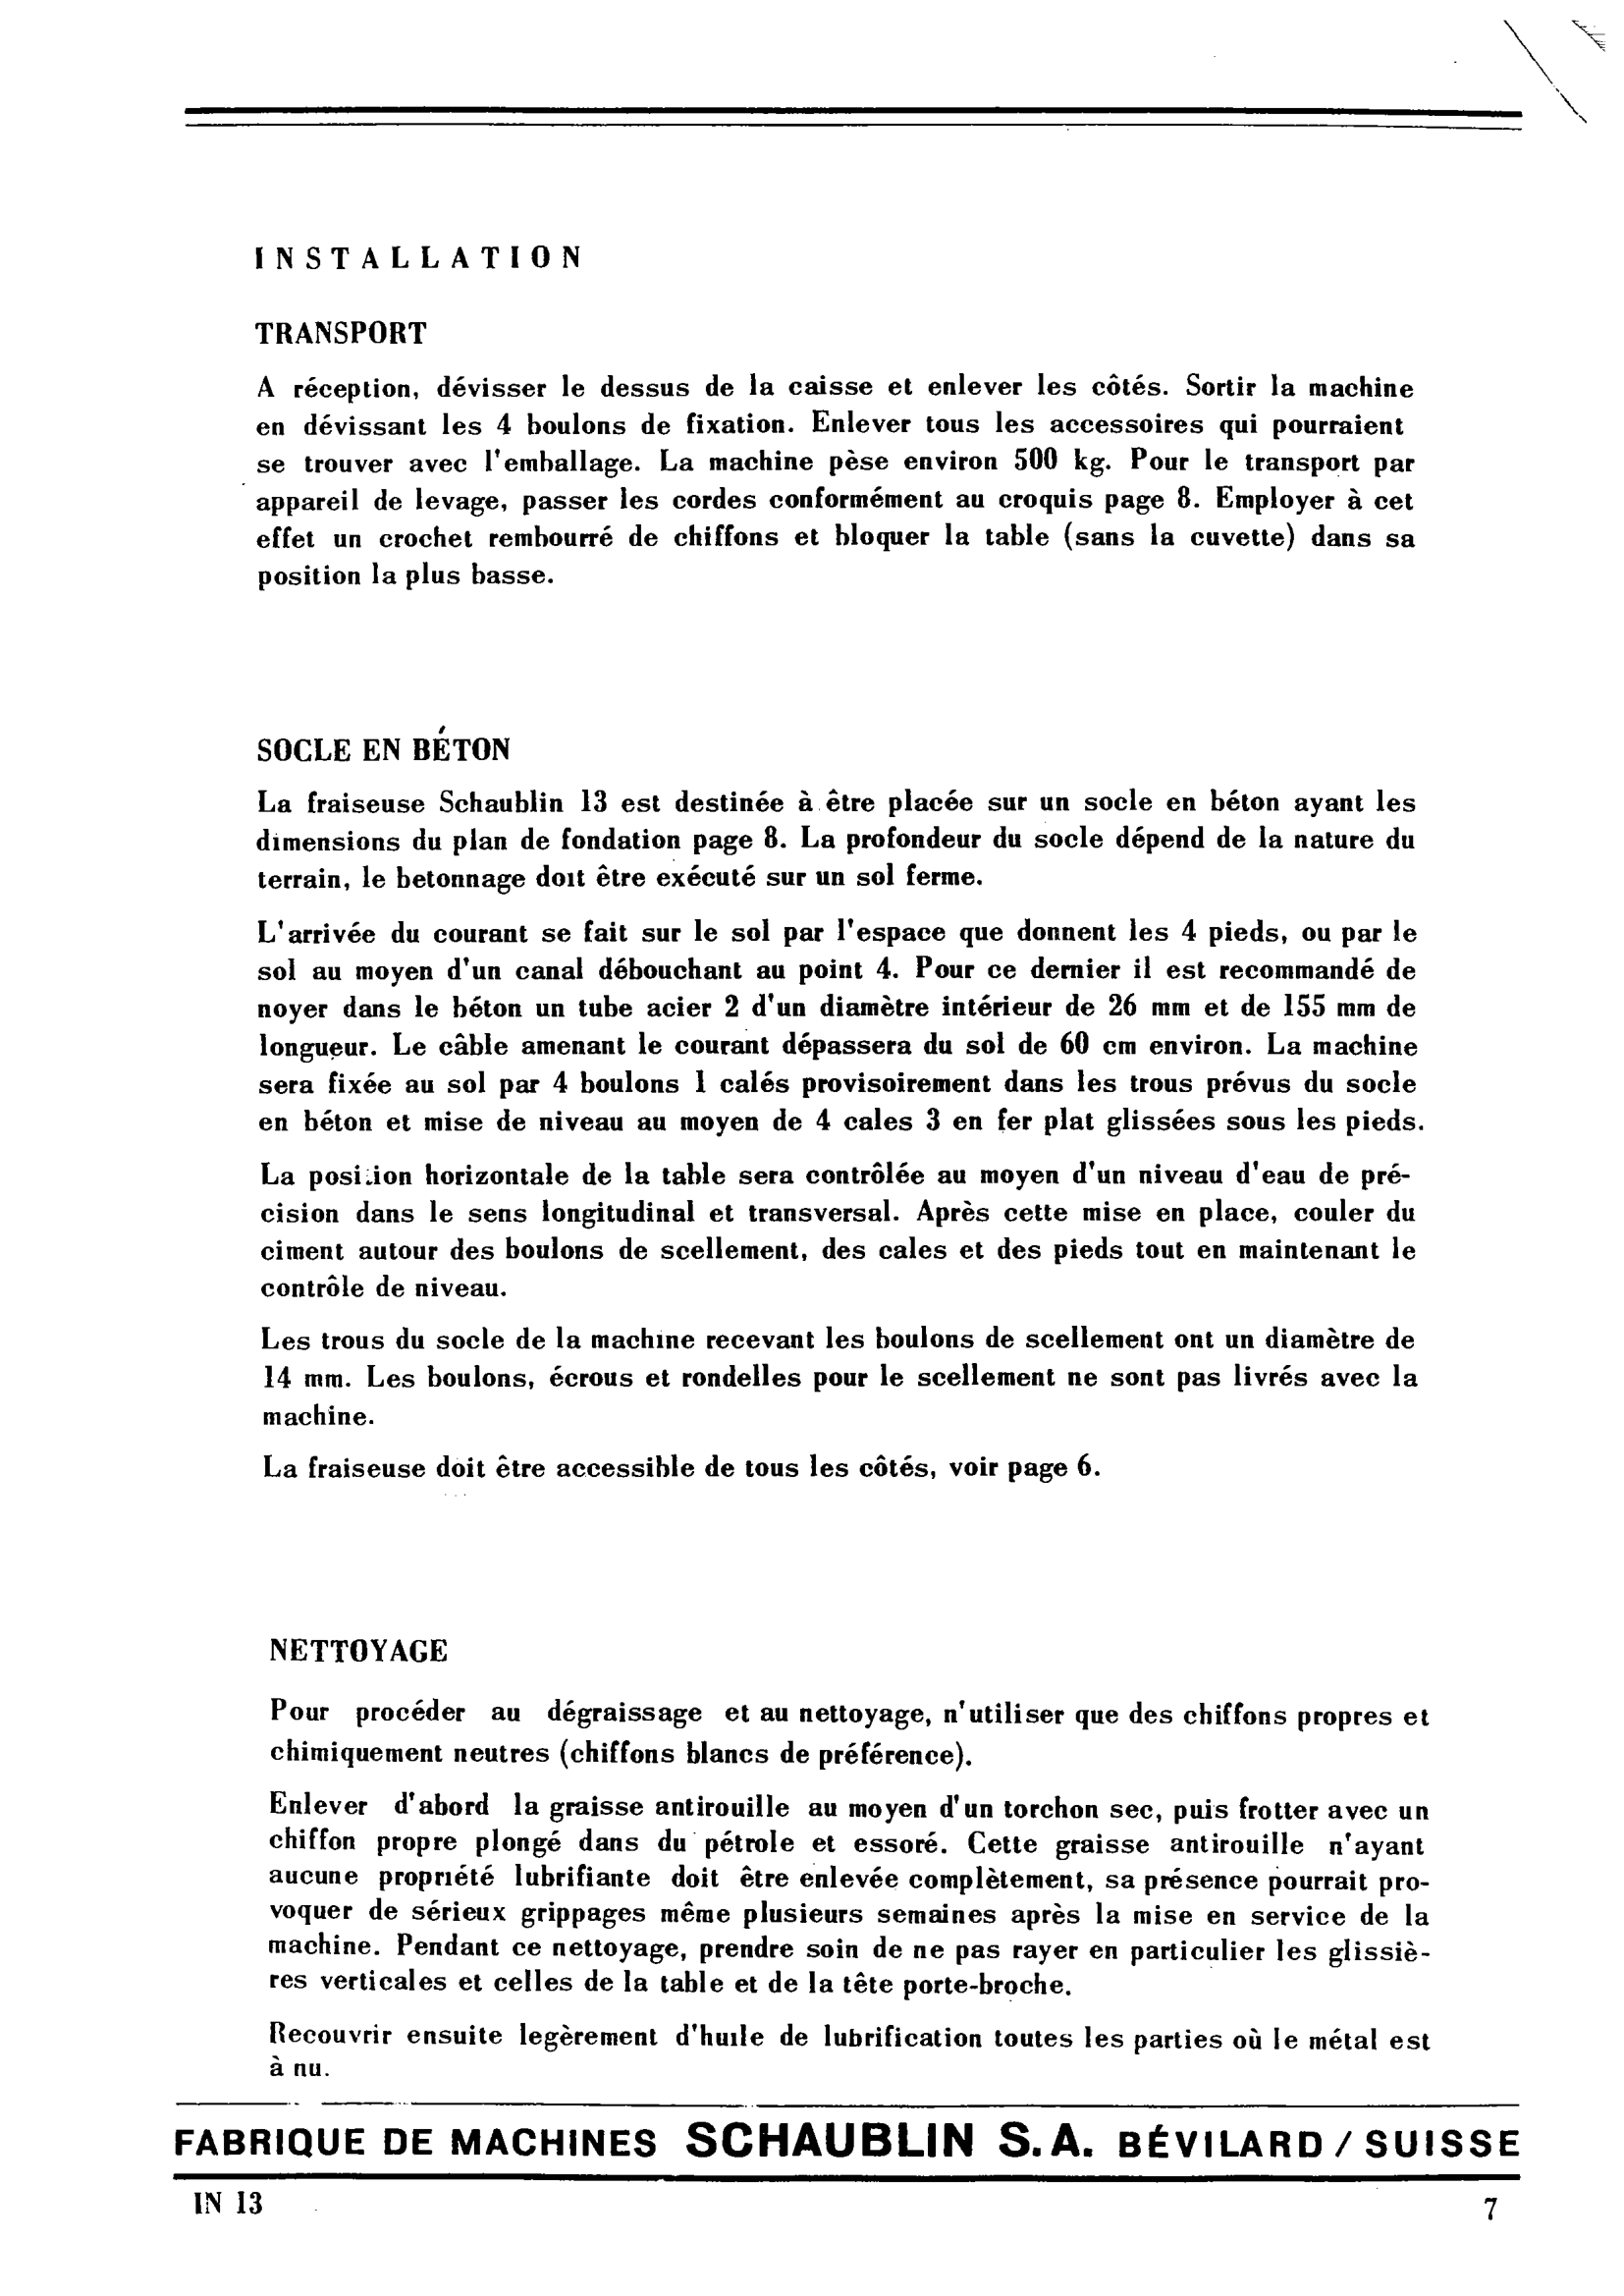 INSTALLATION
TRANSPORT
A réception, dévisser le dessus de la caisse et enlever les côtés. Sortir la machine
en dévissant les 4 boulons de fixation. Enlever tous les accessoires qui pourraient
se trouver avec l'emballage. La machine pèse environ 500 kg. Pour le transport par
appareil de levage, passer les cordes conformément au croquis page 8. Employer à cet
effet un crochet rembourré de chiffons et bloquer la table (sans la cuvette) dans sa
position la plus basse.
SOCLE EN BÉTON
La fraiseuse Schaublin 13 est destinée à être placée sur un socle en béton ayant les
dimensions du plan de fondation page 8. La profondeur du socle dépend de la nature du
terrain, le betonnage doit être exécuté sur un sol ferme.
L'arrivée du courant se fait sur le sol par l'espace que donnent les 4 pieds, ou par le
sol au moyen d'un canal débouchant au point 4. Pour ce dernier il est recommandé de
noyer dans le béton un tube acier 2 d'un diamètre intérieur de 26 mm et de 155 mm de
longueur. Le câble amenant le courant dépassera du sol de 60 cm environ. La machine
sera fixée au sol par 4 boulons 1 calés provisoirement dans les trous prévus du socle
en béton et mise de niveau au moyen de 4 cales 3 en fer plat glissées sous les pieds.
La position horizontale de la table sera contrôlée au moyen d'un niveau d'eau de pré-
cision dans le sens longitudinal et transversal. Après cette mise en place, couler du
ciment autour des boulons de scellement, des cales et des pieds tout en maintenant le
contrôle de niveau.
Les trous du socle de la machine recevant les boulons de scellement ont un diamètre de
14 mm. Les boulons, écrous et rondelles pour le scellement ne sont pas livrés avec la
machine.
La fraiseuse doit être accessible de tous les côtés, voir page 6.
NETTOYAGE
Pour procéder au dégraissage et au nettoyage, n'utiliser que des chiffons propres et
chimiquement neutres (chiffons blancs de préférence).
Enlever d'abord la graisse antirouille au moyen d'un torchon sec, puis frotter avec un
chiffon propre plongé dans du pétrole et essoré. Cette graisse antirouille n'ayant
aucune propriété lubrifiante doit être enlevée complètement, sa présence pourrait pro-
voquer de sérieux grippages même plusieurs semaines après la mise en service de la
machine. Pendant ce nettoyage, prendre soin de ne pas rayer en particulier les glissiè-
res verticales et celles de la table et de la tête porte-broche.
Recouvrir ensuite legèrement d'huile de lubrification toutes les parties où le métal est
à nu.
FABRIQUE DE MACHINES SCHAUBLIN S.A. BÉVILARD / SUISSE
IN 13
7